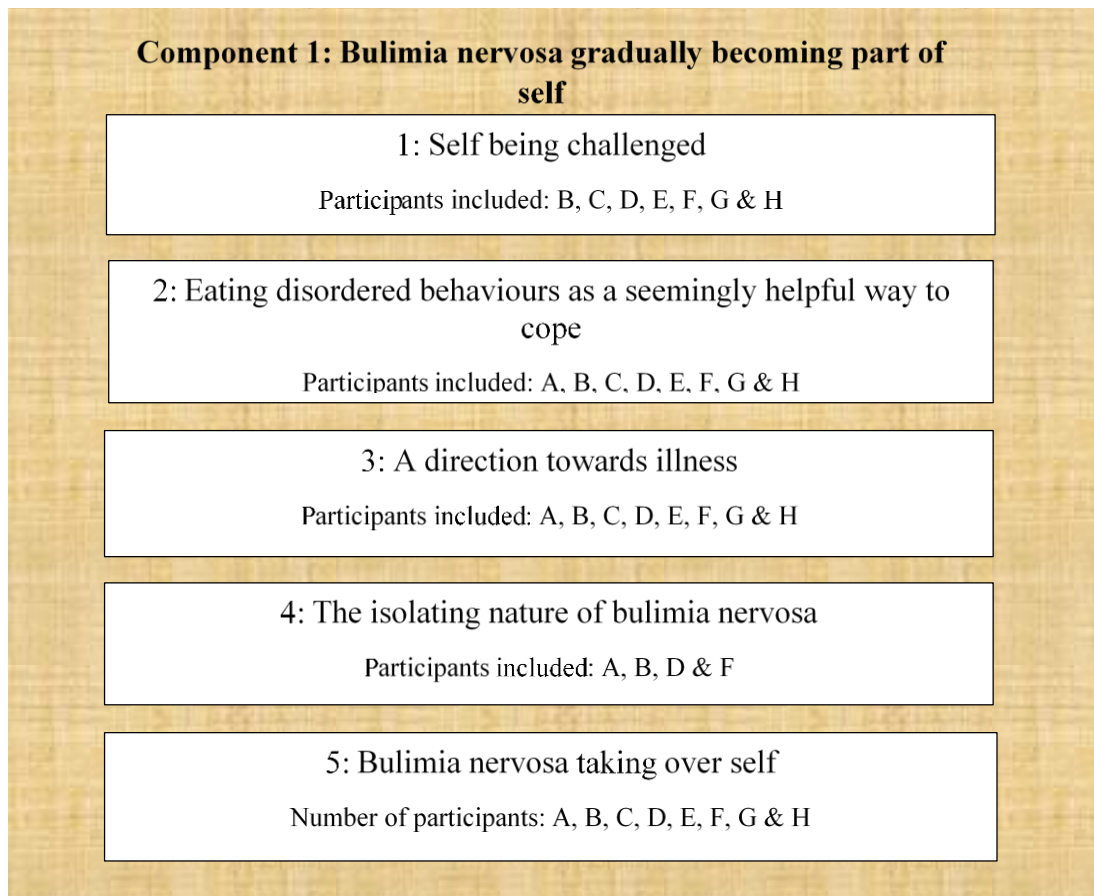 Component 1: Bulimia nervosa gradually becoming part of
self
1: Self being challenged
Participants included: B, C, D, E, F, G & H
2: Eating disordered behaviours as a seemingly helpful way to
cope
Participants included: A, B, C, D, E, F, G & H
3: A direction towards illness
Participants included: A, B, C, D, E, F, G & H
4: The isolating nature of bulimia nervosa
Participants included: A, B, D & F
5: Bulimia nervosa taking over self
Number of participants: A, B, C, D, E, F, G & H